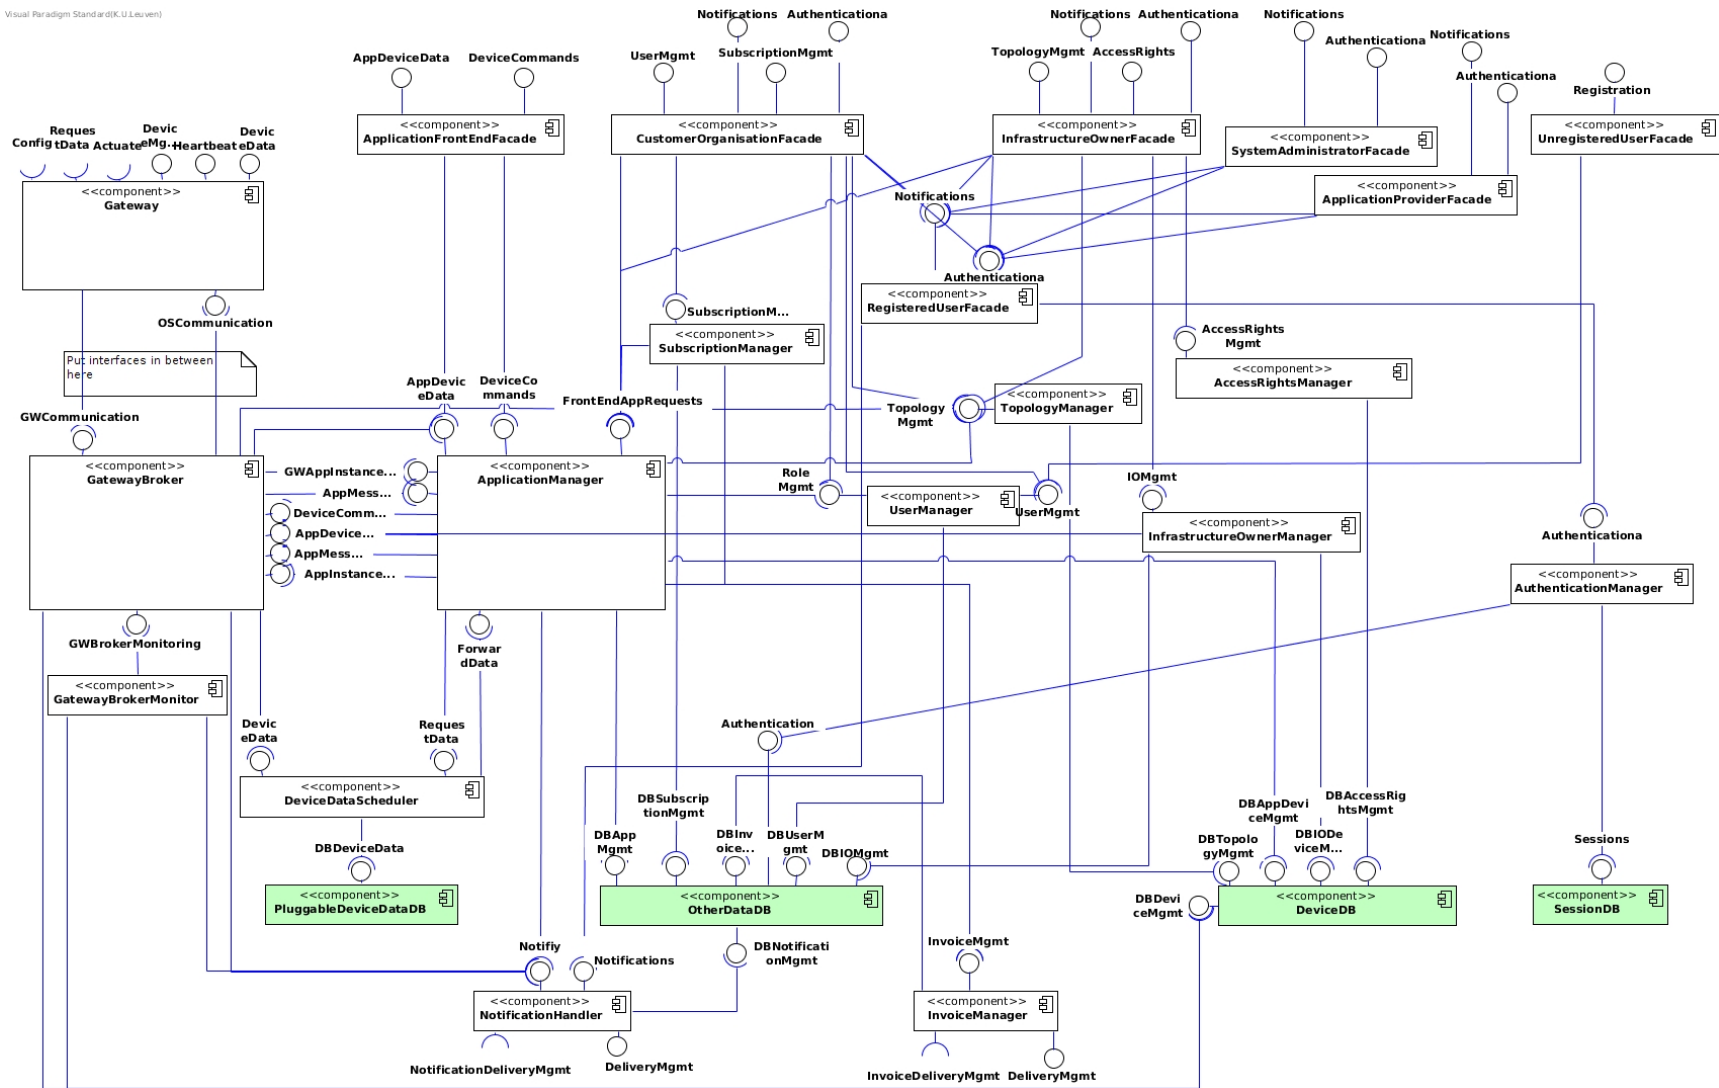 Visual Paradigm Standard(K.U.Leuven)
Notifications
Authenticationa
Notifications
Authenticationa
Notifications
AppDeviceData
DeviceCommands
UserMgmt
SubscriptionMgmt
TopologyMgmt
AccessRights
Authenticationa
Notifications
Authenticationa
Registration
Config
Reques
tData
Actuate
Devic
eMg...
Heartbeat
Devic
eData
<<component>>
ApplicationFrontEndFacade
<<component>>
CustomerOrganisationFacade
<<component>>
InfrastructureOwnerFacade
<<component>>
SystemAdministratorFacade
<<component>>
UnregisteredUserFacade
<<component>>
Gateway
<<component>>
ApplicationProviderFacade
Notifications
Authenticationa
<<component>>
RegisteredUserFacade
OSCommunication
SubscriptionM...
<<component>>
SubscriptionManager
AccessRights
Mgmt
Put interfaces in between
here
<<component>>
AccessRightsManager
AppDevic
eData
DeviceCo
mmands
FrontEndAppRequests
Topology
Mgmt
<<component>>
TopologyManager
GWCommunication
<<component>>
GatewayBroker
GWAppInstance...
AppMess...
DeviceComm...
AppDevice...
AppMess...
AppInstance...
<<component>>
ApplicationManager
Role
Mgmt
<<component>>
UserManager
UserMgmt
IOMgmt
<<component>>
InfrastructureOwnerManager
Authenticationa
<<component>>
AuthenticationManager
GWBrokerMonitoring
Forwar
dData
<<component>>
GatewayBrokerMonitor
Devic
eData
Reques
tData
Authentication
<<component>>
DeviceDataScheduler
DBSubscrip
tionMgmt
DBAppDevi
ceMgmt
DBAccessRig
htsMgmt
DBDeviceData
DBApp
Mgmt
DBInv
oice...
DBUserM
gmt
DBIOMgmt
DBTopolo
gyMgmt
DBIODe
viceM...
Sessions
<<component>>
PluggableDeviceDataDB
<<component>>
OtherDataDB
DBDevi
ceMgmt
<<component>>
DeviceDB
<<component>>
SessionDB
Notifiy
Notifications
DBNotificati
onMgmt
InvoiceMgmt
<<component>>
NotificationHandler
<<component>>
InvoiceManager
NotificationDeliveryMgmt
DeliveryMgmt
InvoiceDeliveryMgmt
DeliveryMgmt